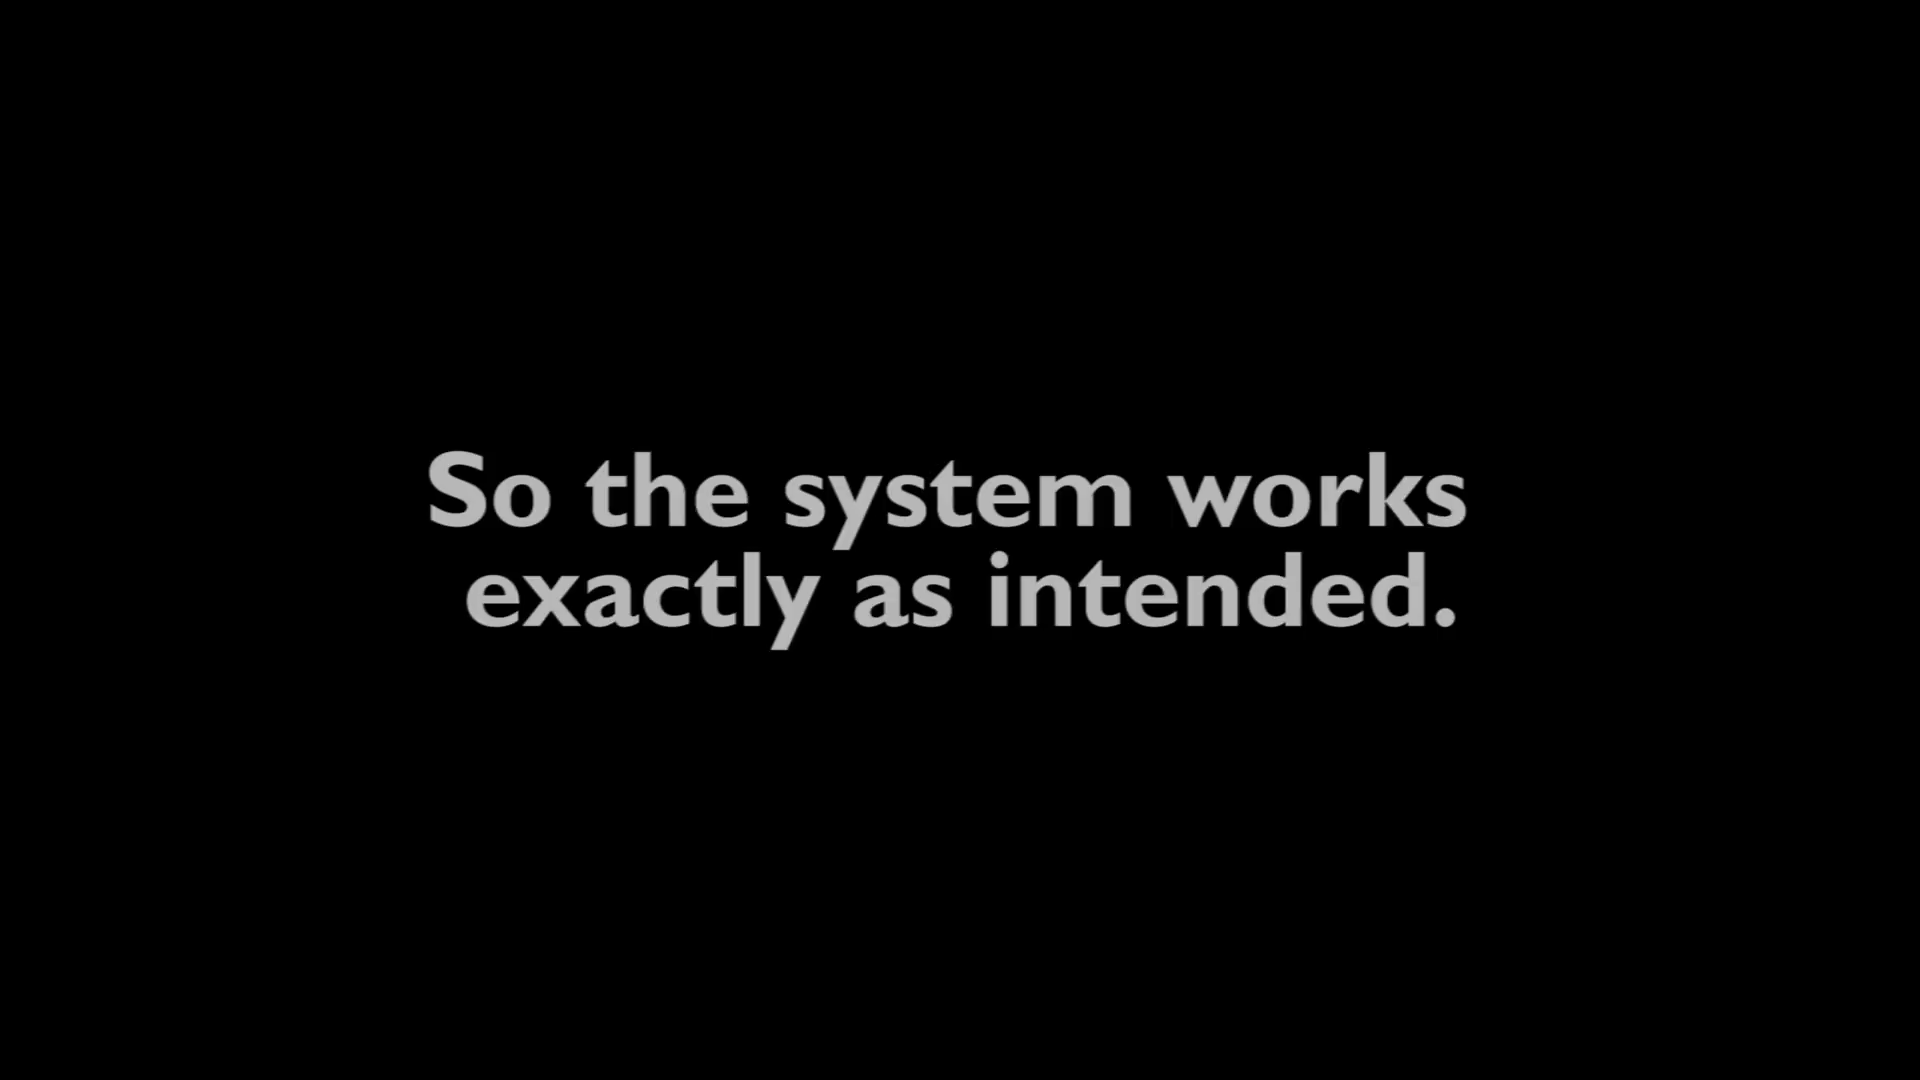 So the system works
exactly as intended.